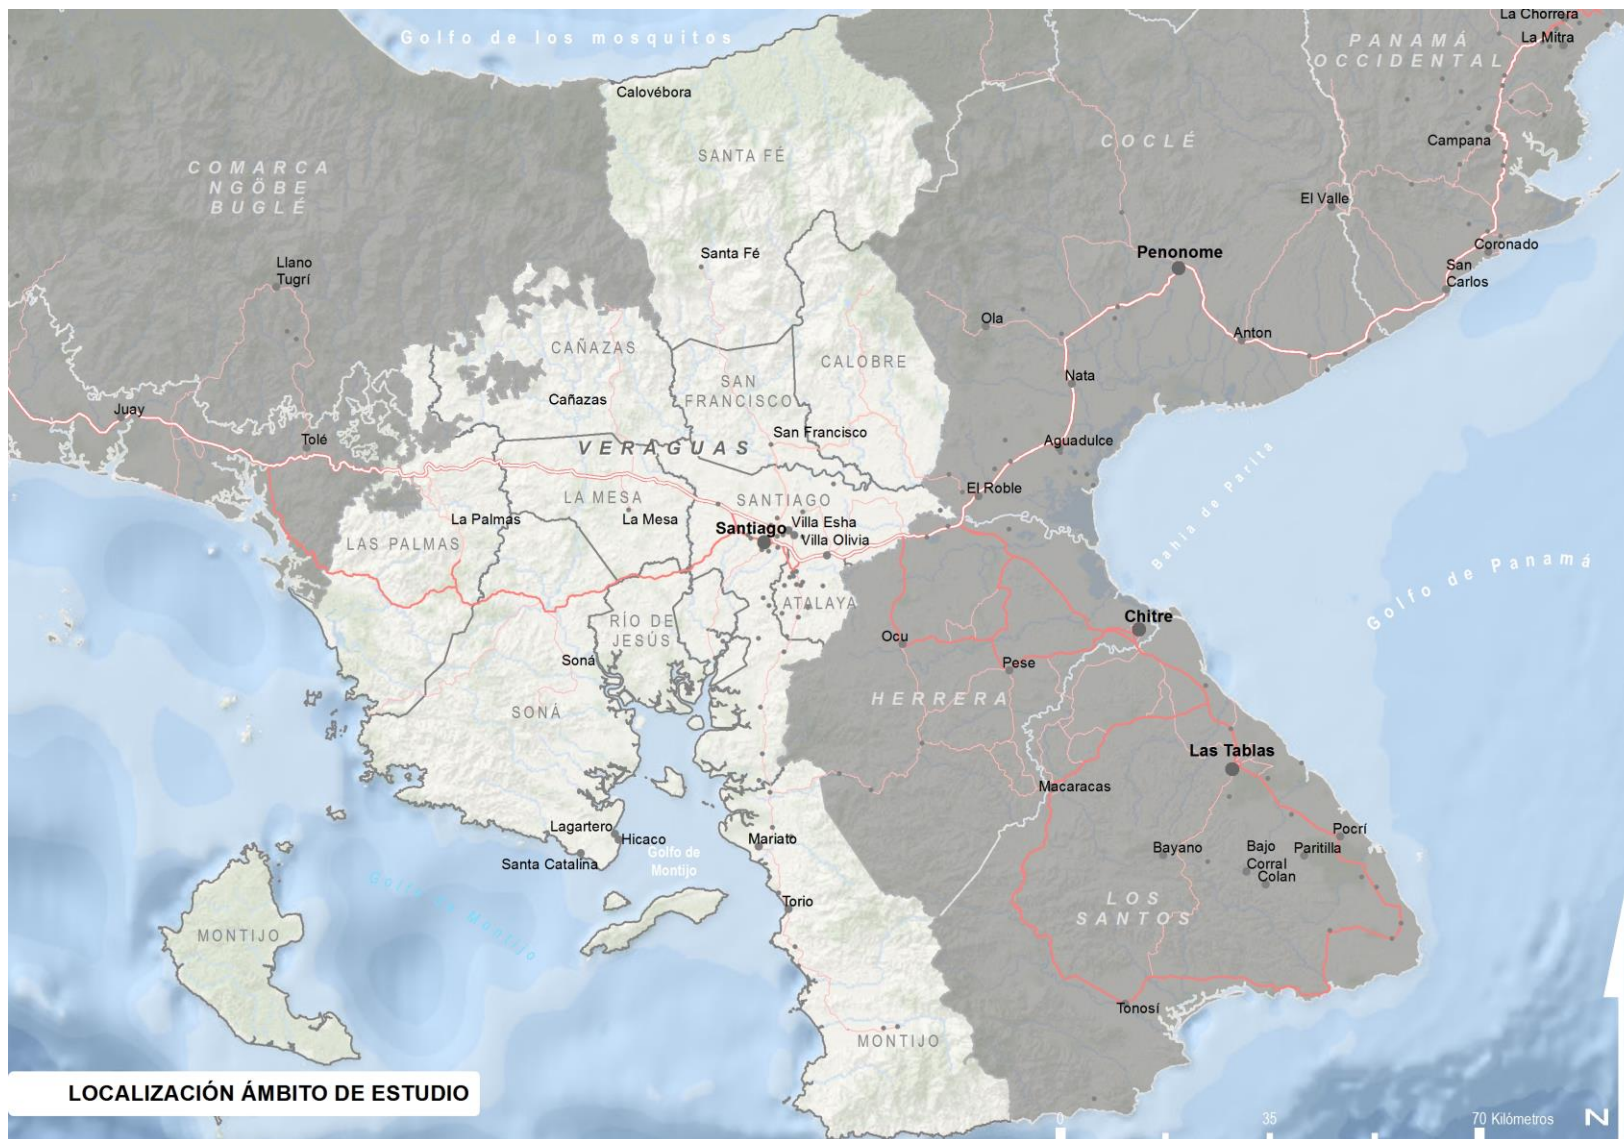 La Chorrera
Golfo de los mosquitos
La Mitra
PANAMÁ
OCCIDENTAL
Calovébora
COCLÉ
Campana
SANTA FÉ
COMARCA
NGÖBE
BUGLÉ
El Valle
Santa Fé
Penonome
Coronado
Llano
Tugrí
San
Carlos
Ola
Anton
CAÑAZAS
CALOBRE
SAN
FRANCISCO
Nata
Cañazas
Juay
Tolé
San Francisco
Aguadulce
VERAGUAS
Bahia de Parita
El Roble
LA MESA
SANTIAGO
La Palmas
La Mesa
Santiago
Villa Esha
Villa Olivia
LAS PALMAS
Golfo de Panamá
ATALAYA
RÍO DE
JESÚS
Chitre
Ocu
Soná
Pese
HERRERA
SONÁ
Las Tablas
Macaracas
Lagartero
Hicaco
Mariato
Pocrí
Golfo de
Montijo
Santa Catalina
Bayano
Bajo
Corral
Paritilla
Colan
Golfo de Montijo
Torio
LOS
SANTOS
MONTIJO
Tonosí
MONTIJO
LOCALIZACIÓN ÁMBITO DE ESTUDIO
0 35 70 Kilómetros
N